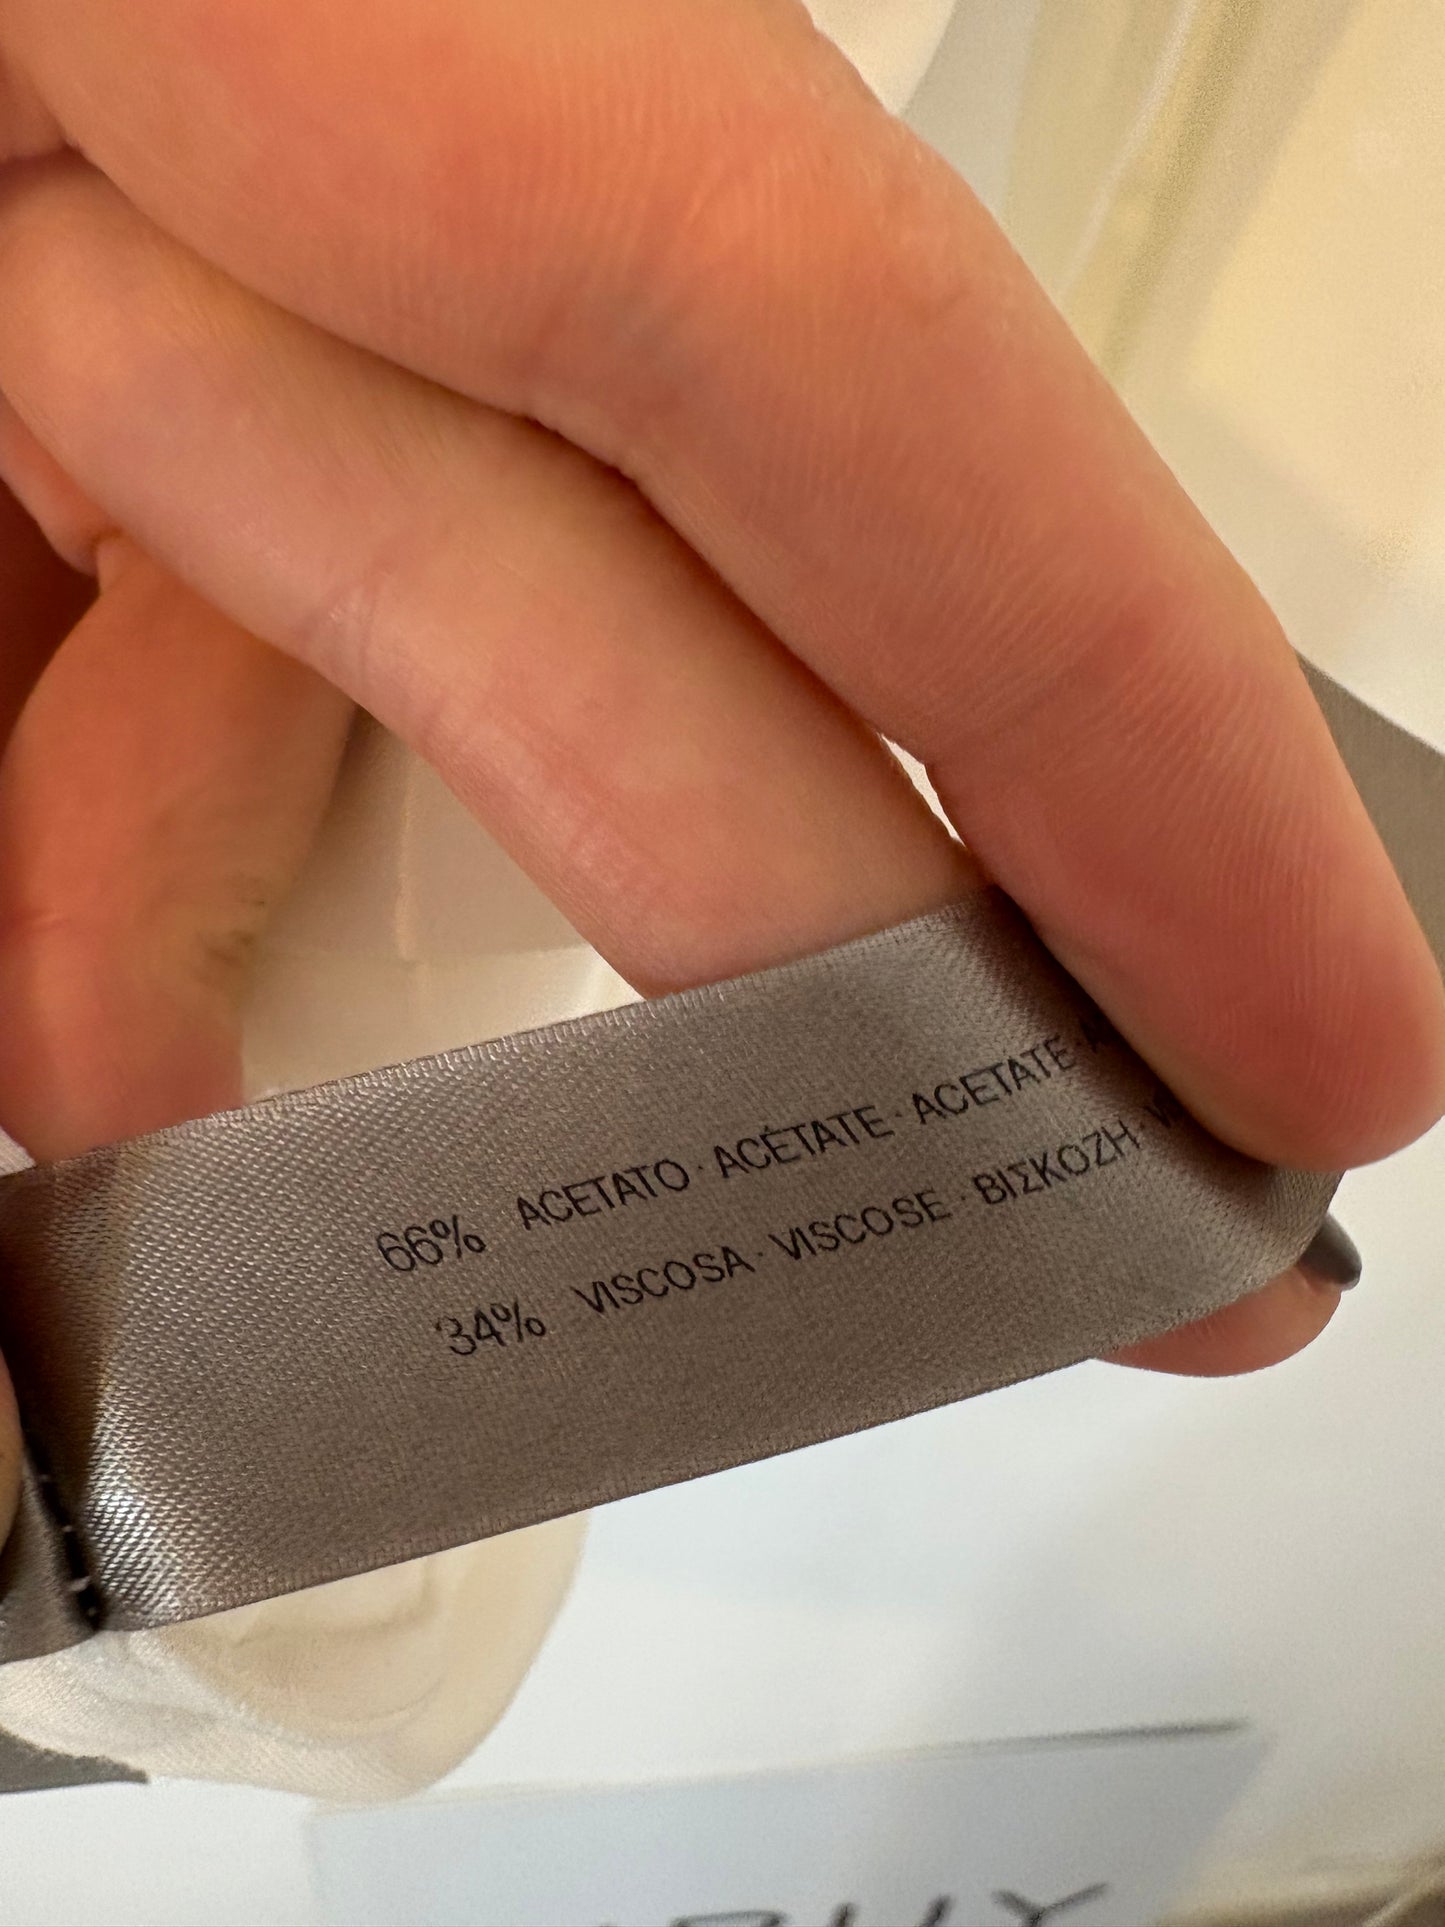 66% ACETATO · ACÉTATE · ACETATE
34% VISCOSA · VISCOSE · ΒΙΣΚΟΖΗ